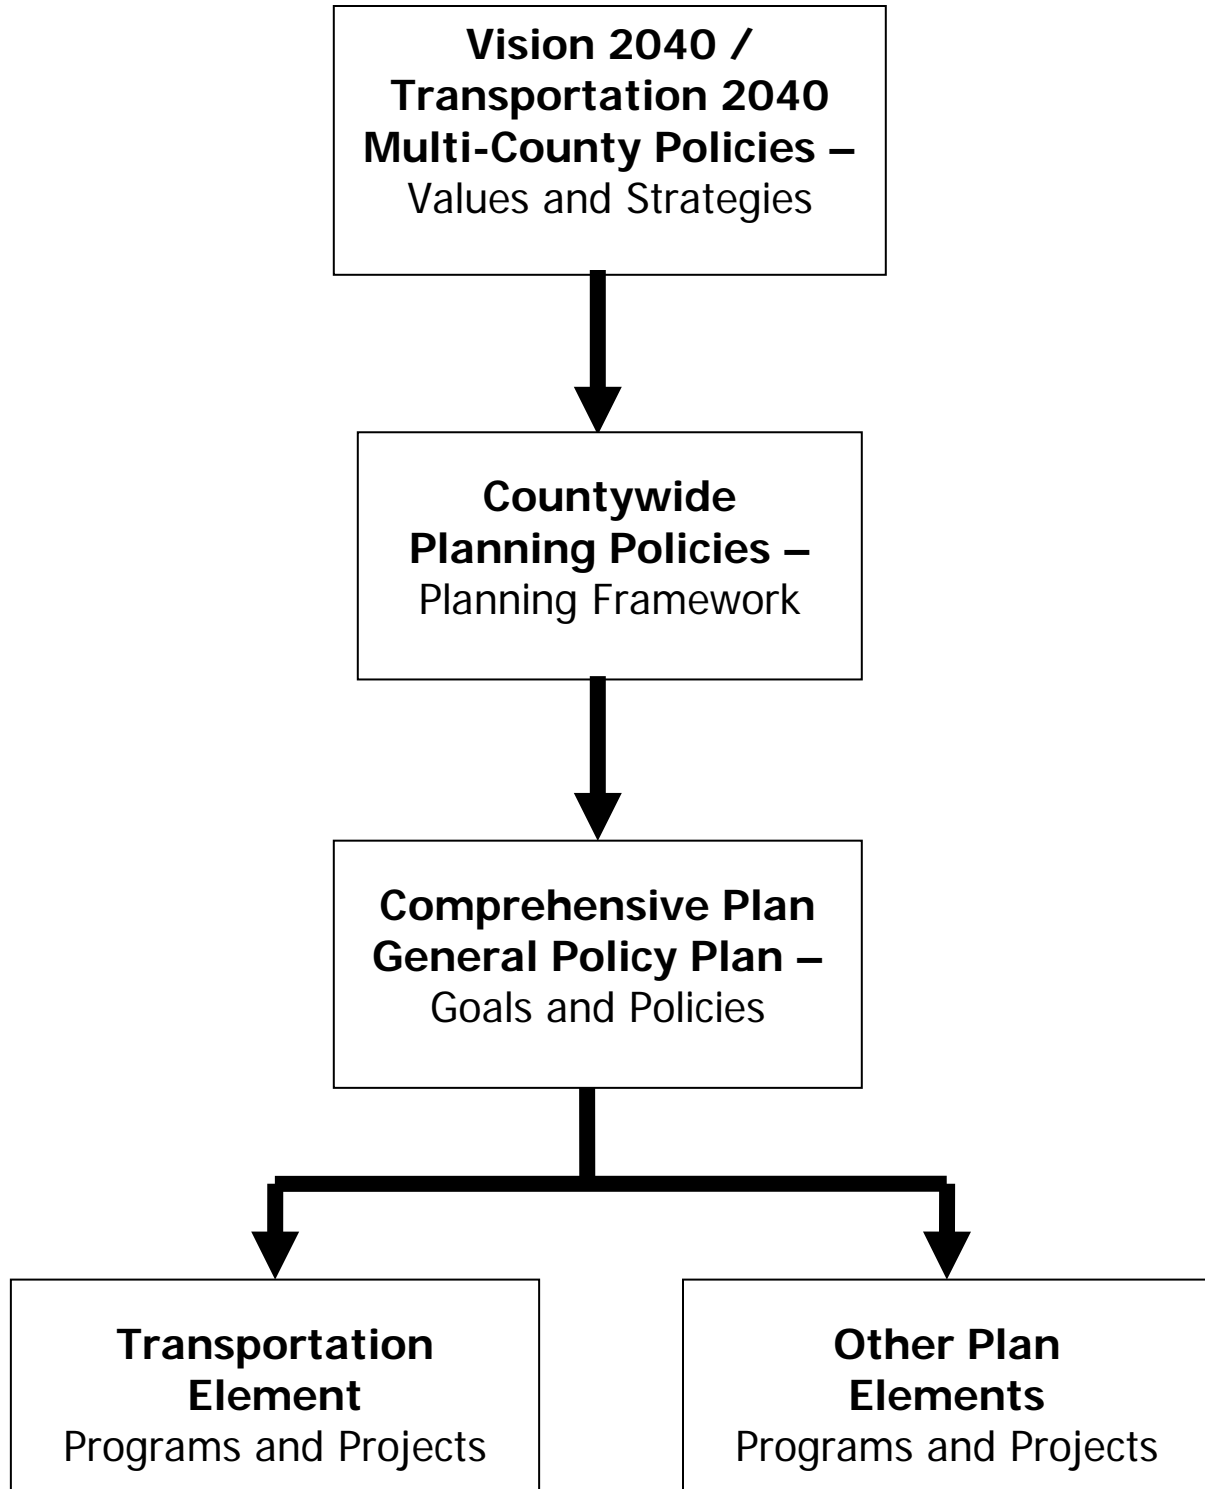 Vision 2040 /
Transportation 2040
Multi-County Policies –
Values and Strategies
Countywide
Planning Policies –
Planning Framework
Comprehensive Plan
General Policy Plan –
Goals and Policies
Transportation
Element
Programs and Projects
Other Plan
Elements
Programs and Projects